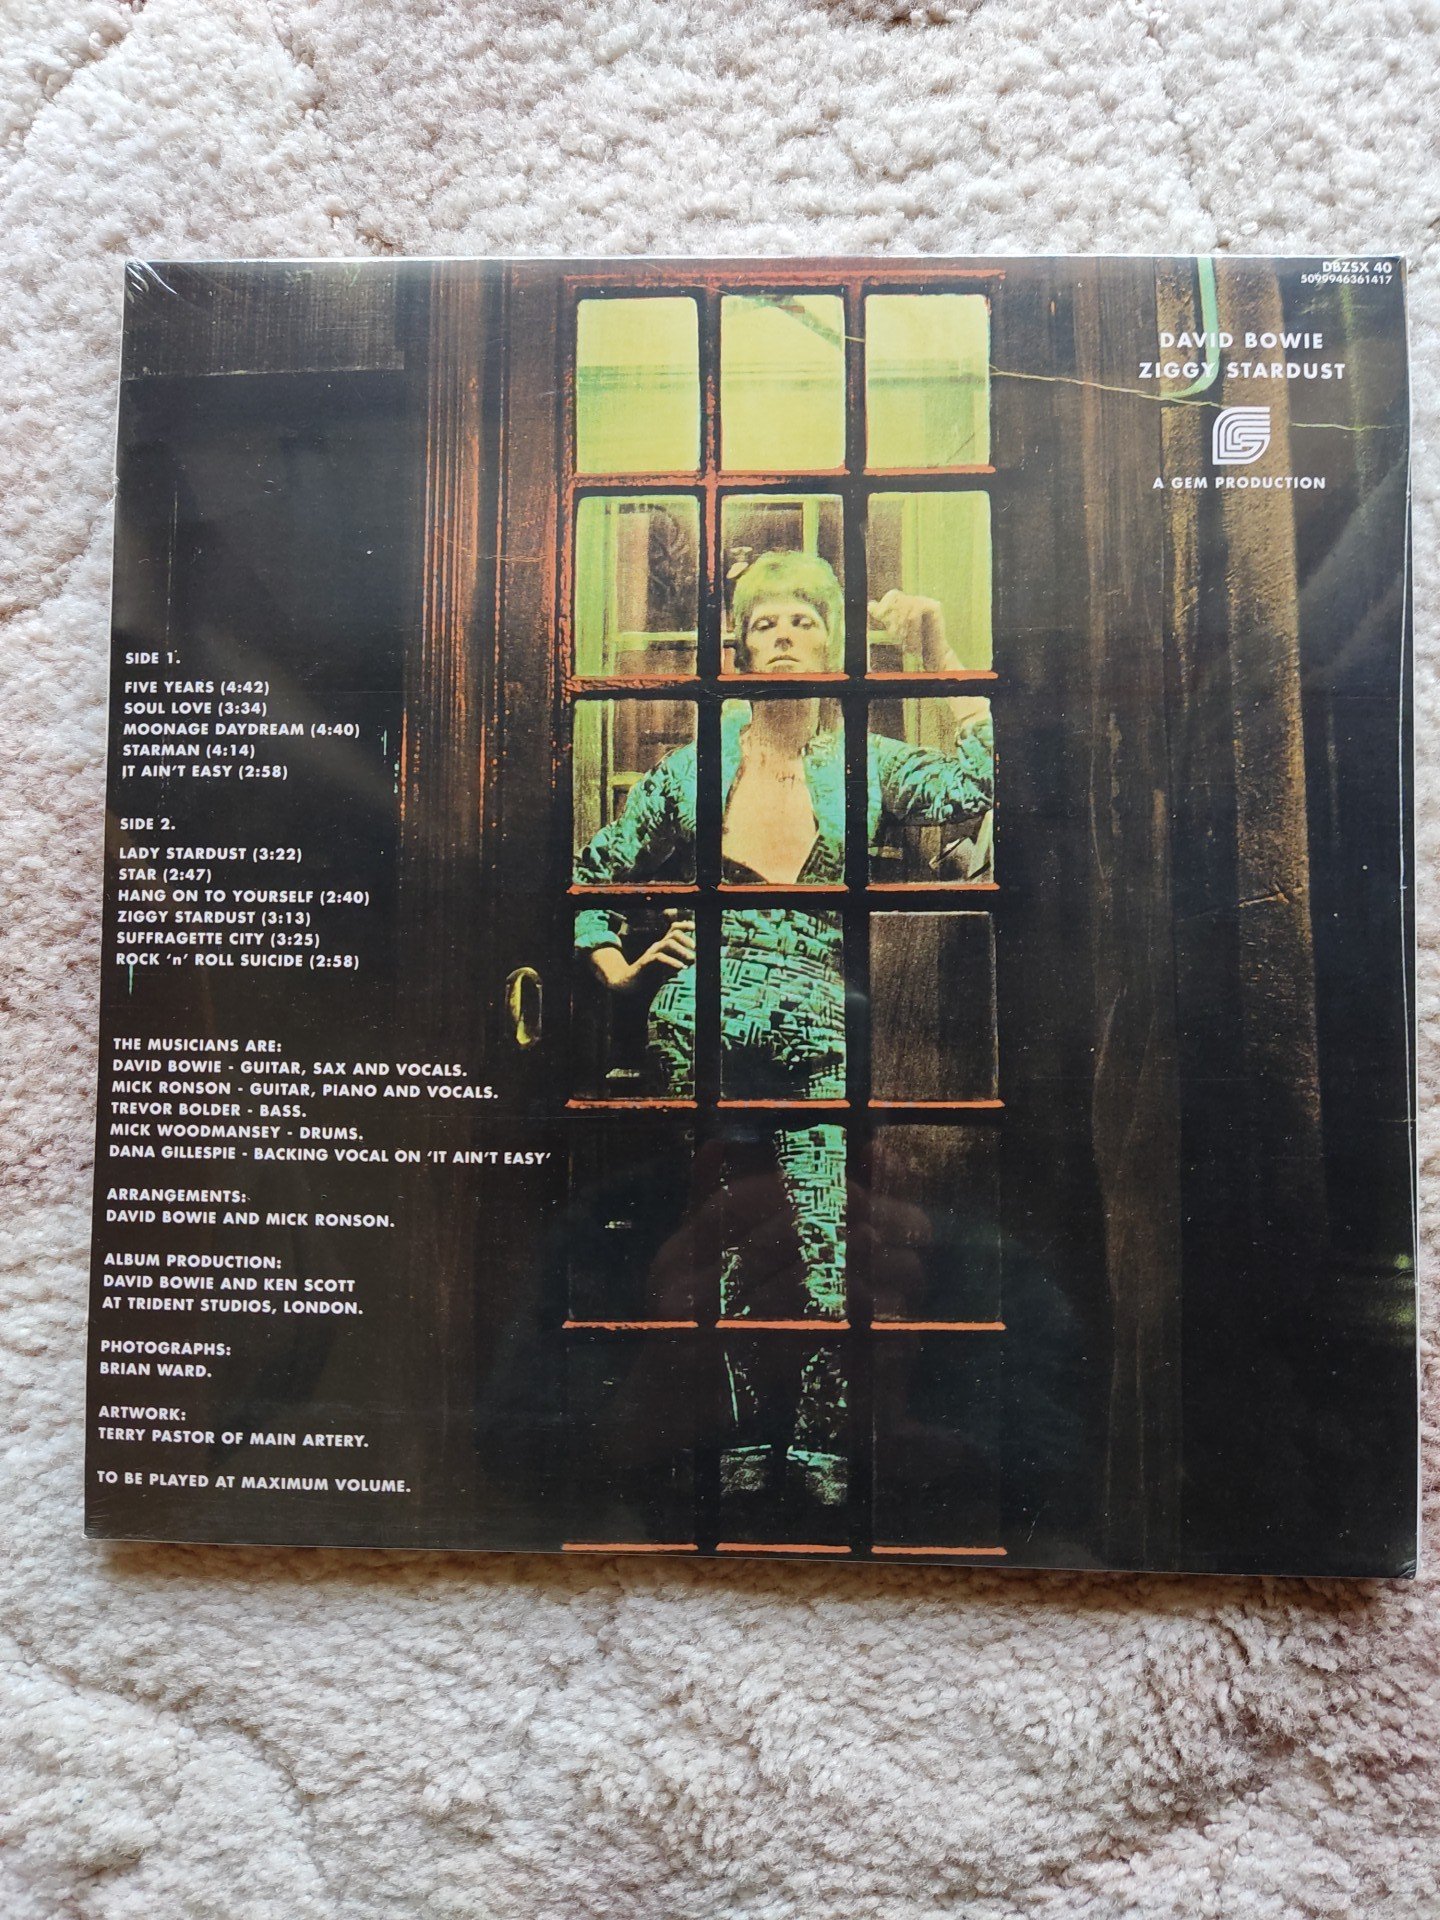 DBZSX 40
5099946361417
DAVID BOWIE
ZIGGY STARDUST
A GEM PRODUCTION
SIDE 1.
FIVE YEARS (4:42)
SOUL LOVE (3:34)
MOONAGE DAYDREAM (4:40)
STARMAN (4:14)
IT AIN'T EASY (2:58)
SIDE 2.
LADY STARDUST (3:22)
STAR (2:47)
HANG ON TO YOURSELF (2:40)
ZIGGY STARDUST (3:13)
SUFFRAGETTE CITY (3:25)
ROCK 'n' ROLL SUICIDE (2:58)
THE MUSICIANS ARE:
DAVID BOWIE - GUITAR, SAX AND VOCALS.
MICK RONSON - GUITAR, PIANO AND VOCALS.
TREVOR BOLDER - BASS.
MICK WOODMANSEY - DRUMS.
DANA GILLESPIE - BACKING VOCAL ON 'IT AIN'T EASY'
ARRANGEMENTS:
DAVID BOWIE AND MICK RONSON.
ALBUM PRODUCTION:
DAVID BOWIE AND KEN SCOTT
AT TRIDENT STUDIOS, LONDON.
PHOTOGRAPHS:
BRIAN WARD.
ARTWORK:
TERRY PASTOR OF MAIN ARTERY.
TO BE PLAYED AT MAXIMUM VOLUME.